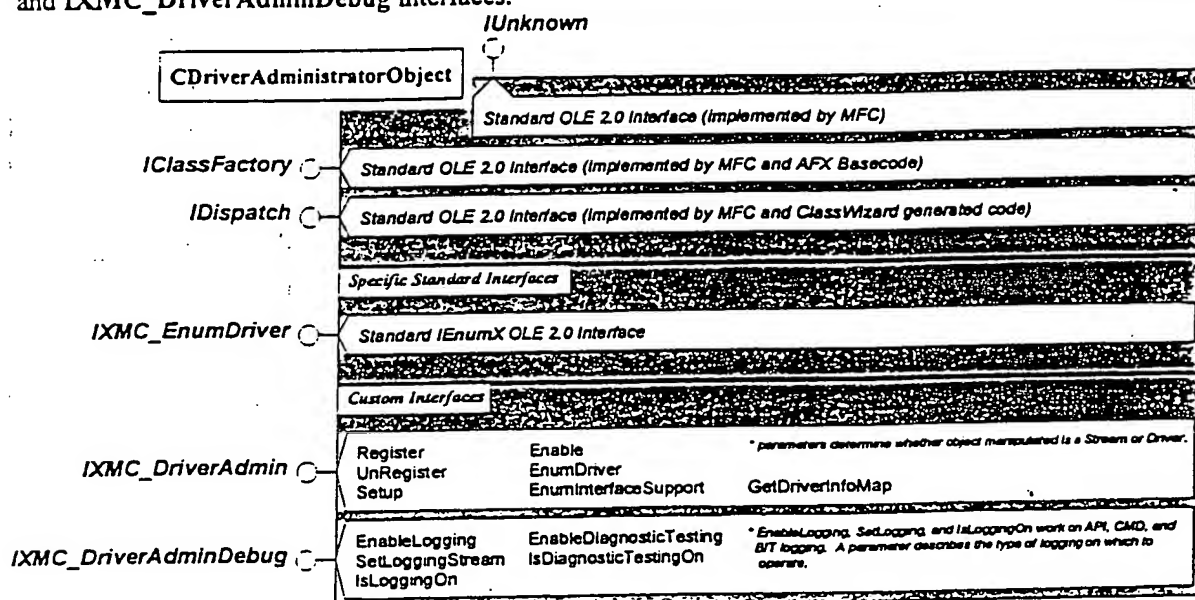 and IXMC_DriverAdminDebug interfaces.
IUnknown
CDriverAdministratorObject
Standard OLE 2.0 Interface (implemented by MFC)
IClassFactory
Standard OLE 2.0 Interface (Implemented by MFC and AFX Basecode)
IDispatch
Standard OLE 2.0 Interface (Implemented by MFC and ClassWizard generated code)
Specific Standard Interfaces
IXMC_EnumDriver
Standard IEnumX OLE 2.0 Interface
Custom Interfaces
IXMC_DriverAdmin
Register Enable * parameters determine whether object manipulated is a Stream or Driver.
UnRegister EnumDriver
Setup EnumInterfaceSupport GetDriverInfoMap
IXMC_DriverAdminDebug
EnableLogging EnableDiagnosticTesting * EnableLogging, SetLogging, and IsLoggingOn work on API, CMD, and
SetLoggingStream IsDiagnosticTestingOn BIT logging. A parameter describes the type of logging on which to
IsLoggingOn operate.